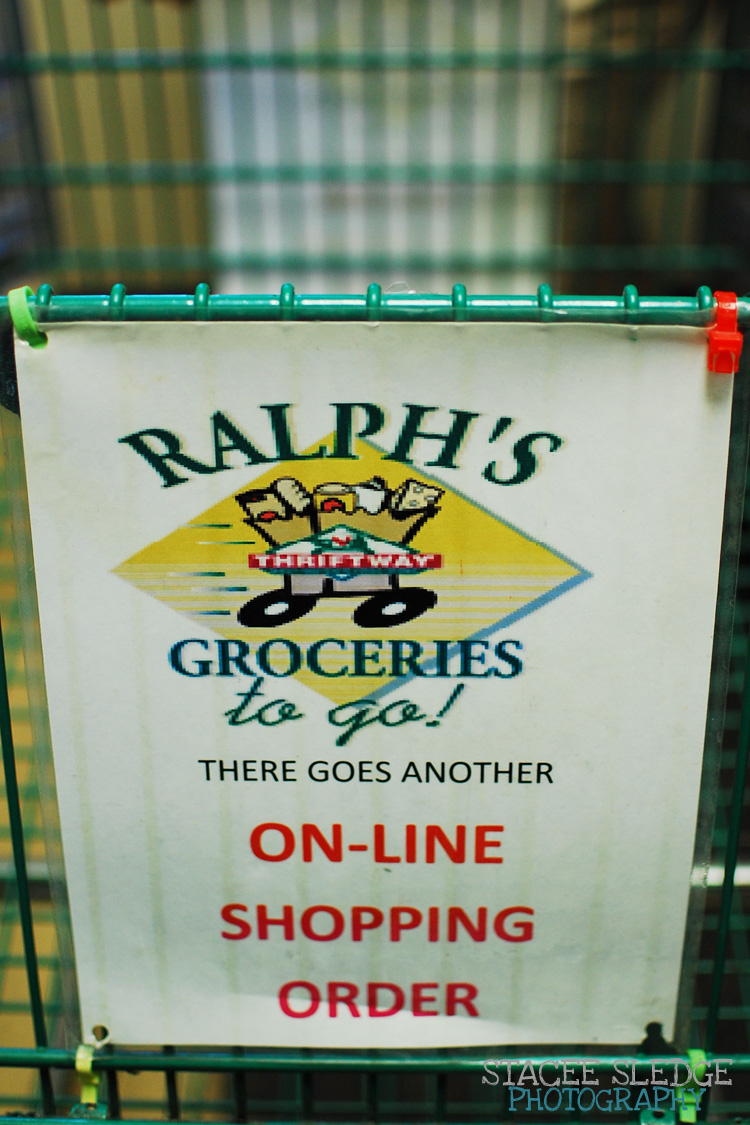 RALPH'S
THRIFTWAY
GROCERIES
to go!
THERE GOES ANOTHER
ON-LINE
SHOPPING
ORDER
STACEE SLEDGE
PHOTOGRAPHY